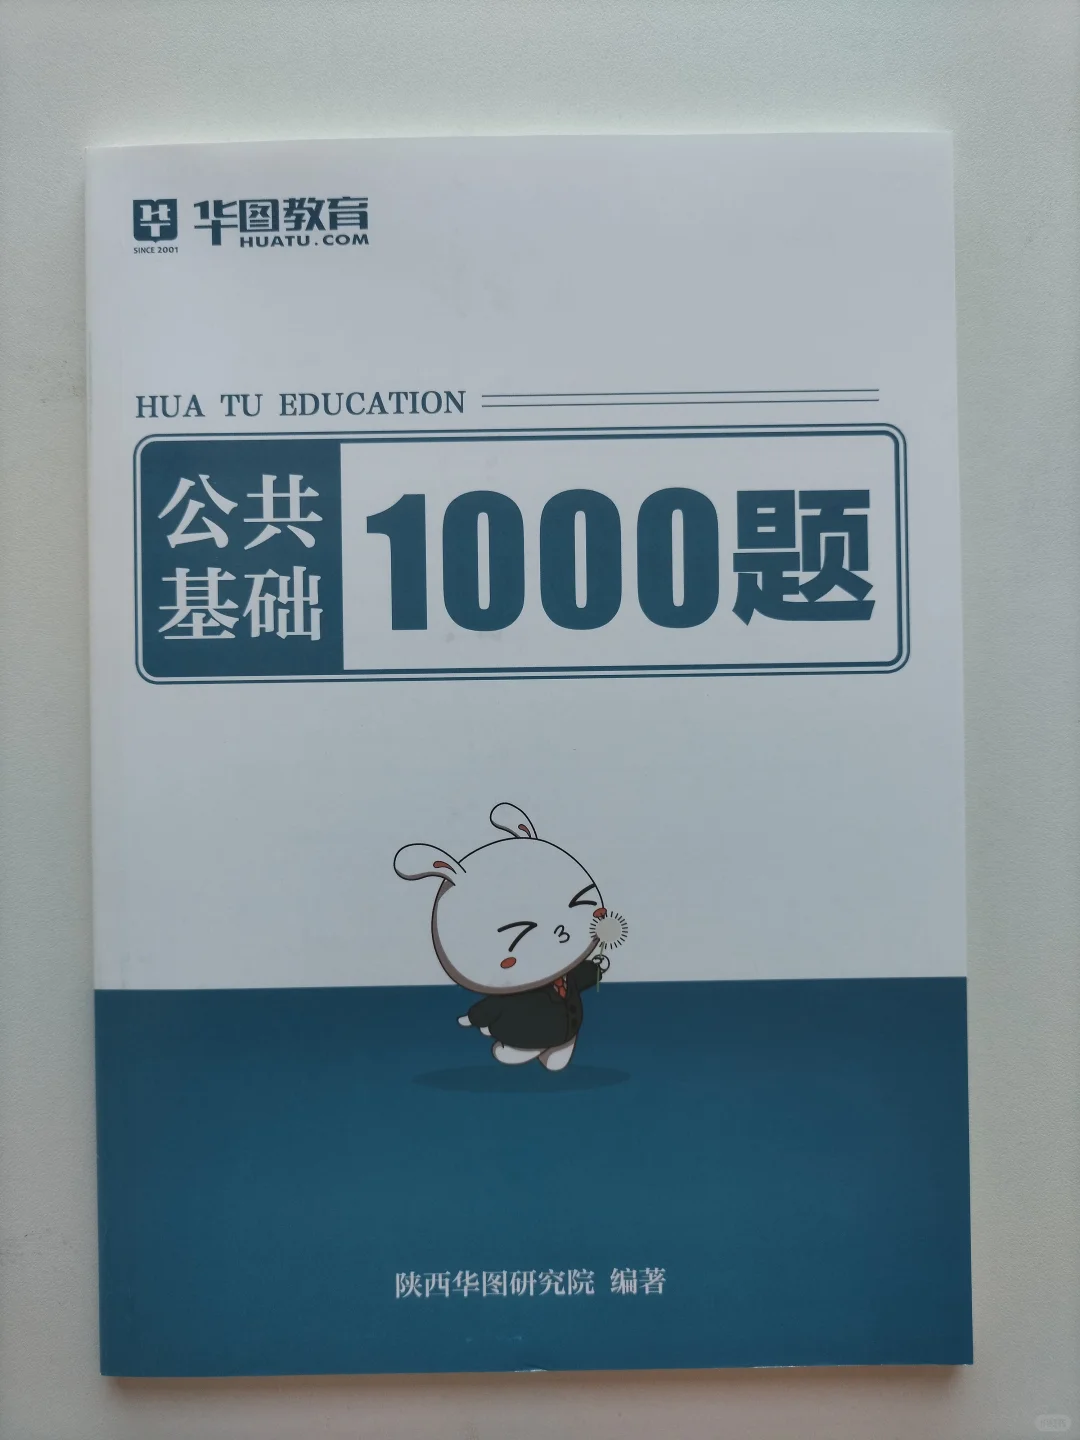 华图教育
HUATU.COM
SINCE 2001
HUA TU EDUCATION
公共
基础
1000题
陕西华图研究院 编著